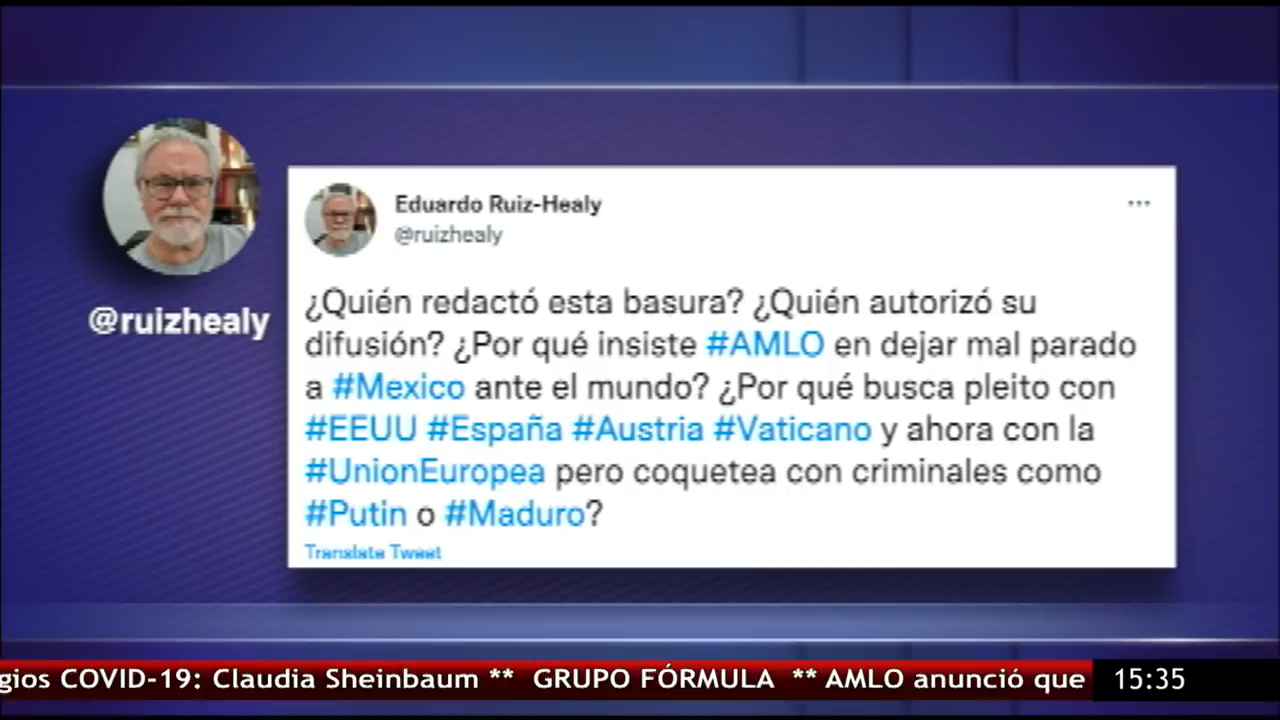 @ruizhealy
Eduardo Ruiz-Healy
@ruizhealy
¿Quién redactó esta basura? ¿Quién autorizó su
difusión? ¿Por qué insiste #AMLO en dejar mal parado
a #Mexico ante el mundo? ¿Por qué busca pleito con
#EEUU #España #Austria #Vaticano y ahora con la
#UnionEuropea pero coquetea con criminales como
#Putin o #Maduro?
Translate Tweet
gios COVID-19: Claudia Sheinbaum ** GRUPO FÓRMULA ** AMLO anunció que
15:35